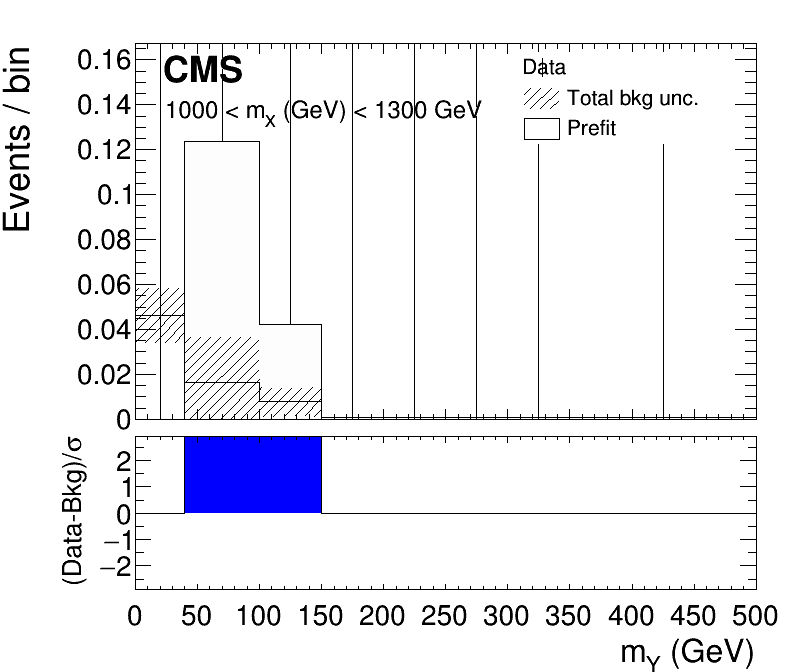 Events / bin
CMS
1000 < mX (GeV) < 1300 GeV
Data
Total bkg unc.
Prefit
0.16
0.14
0.12
0.1
0.08
0.06
0.04
0.02
0
(Data-Bkg)/σ
2
1
0
−1
−2
0 50 100 150 200 250 300 350 400 450 500
mY (GeV)